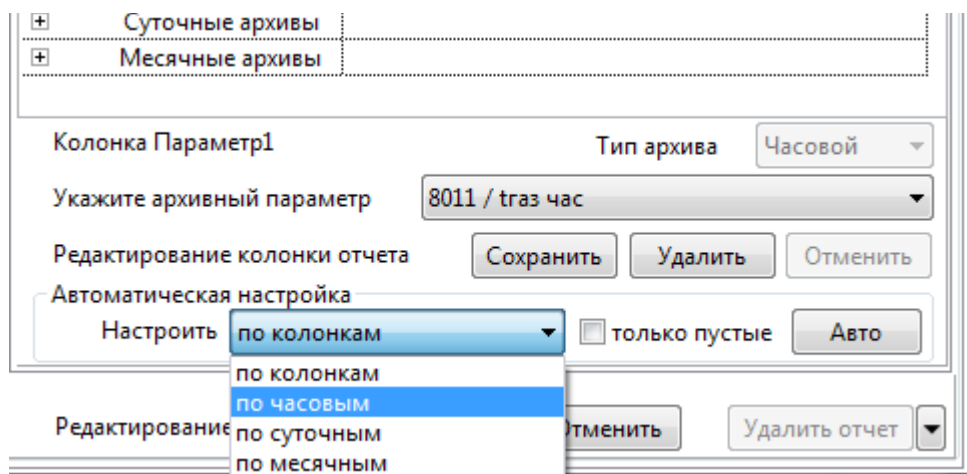 Суточные архивы
Месячные архивы
Колонка Параметр1 Тип архива Часовой
Укажите архивный параметр 8011 / tгаз час
Редактирование колонки отчета Сохранить Удалить Отменить
Автоматическая настройка
Настроить по колонкам только пустые Авто
по колонкам
по часовым
Редактирование Отменить Удалить отчет
по суточным
по месячным